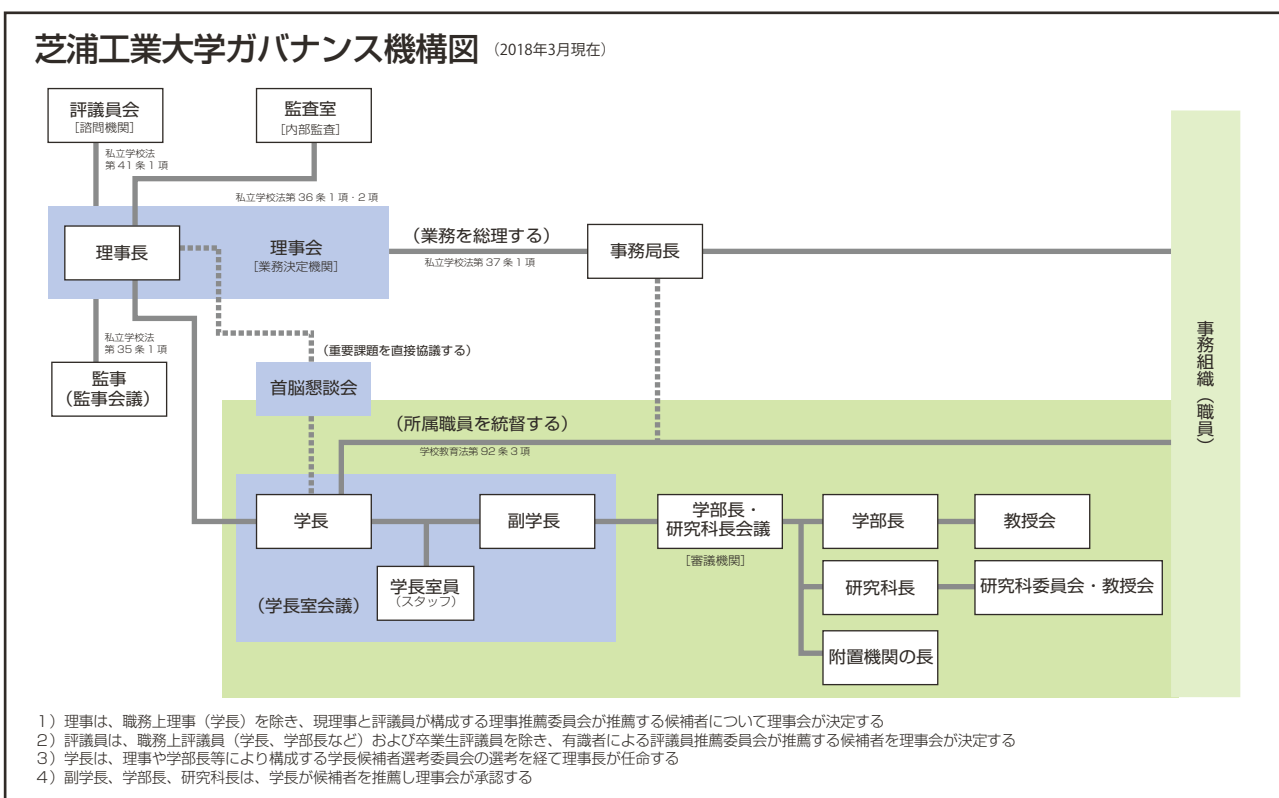 芝浦工業大学ガバナンス機構図 (2018年3月現在)
評議員会
[諮問機関]
監査室
[内部監査]
私立学校法
第41条1項
私立学校法第36条1項・2項
理事長
理事会
[業務決定機関]
(業務を総理する)
私立学校法第37条1項
事務局長
私立学校法
第35条1項
監事
(監事会議)
(重要課題を直接協議する)
首脳懇談会
(所属職員を統督する)
学校教育法第92条3項
事務組織(職員)
学長
副学長
学長室員
(スタッフ)
(学長室会議)
学部長・
研究科長会議
[審議機関]
学部長
教授会
研究科長
研究科委員会・教授会
附置機関の長
1)理事は、職務上理事(学長)を除き、現理事と評議員が構成する理事推薦委員会が推薦する候補者について理事会が決定する
2)評議員は、職務上評議員(学長、学部長など)および卒業生評議員を除き、有識者による評議員推薦委員会が推薦する候補者を理事会が決定する
3)学長は、理事や学部長等により構成する学長候補者選考委員会の選考を経て理事長が任命する
4)副学長、学部長、研究科長は、学長が候補者を推薦し理事会が承認する